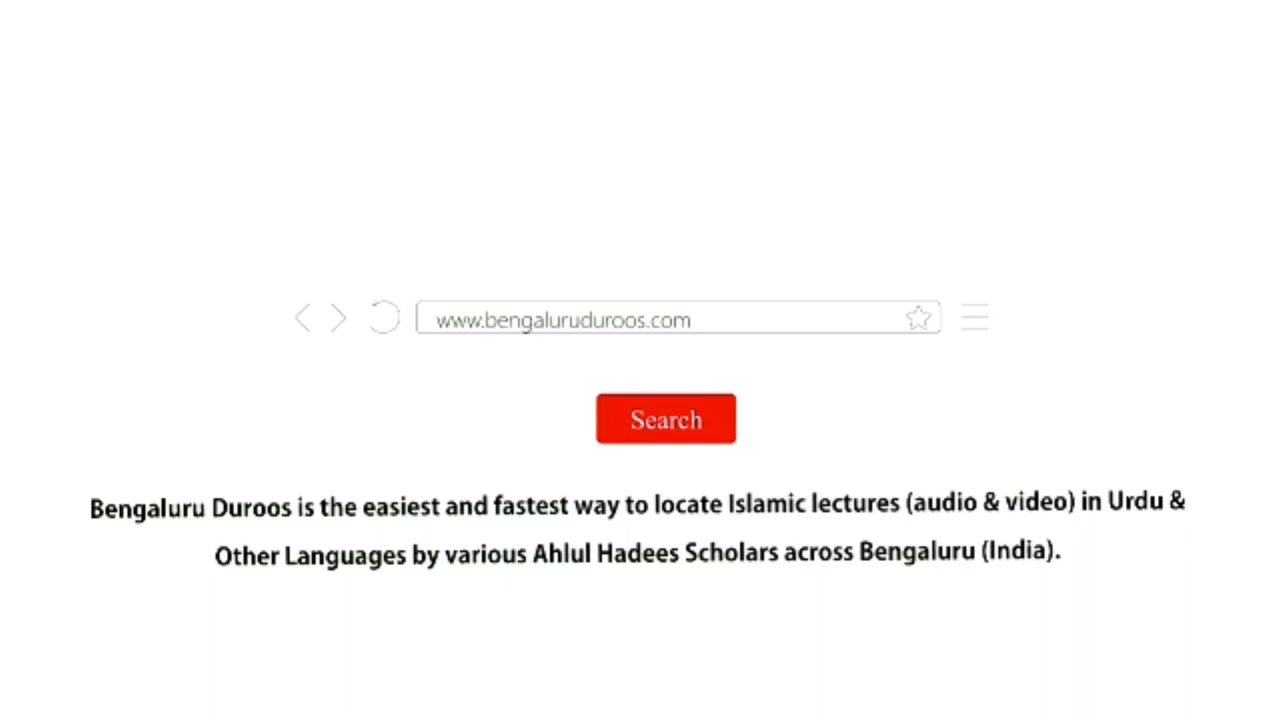 www.bengaluruduroos.com
Search
Bengaluru Duroos is the easiest and fastest way to locate Islamic lectures (audio & video) in Urdu &
Other Languages by various Ahlul Hadees Scholars across Bengaluru (India).